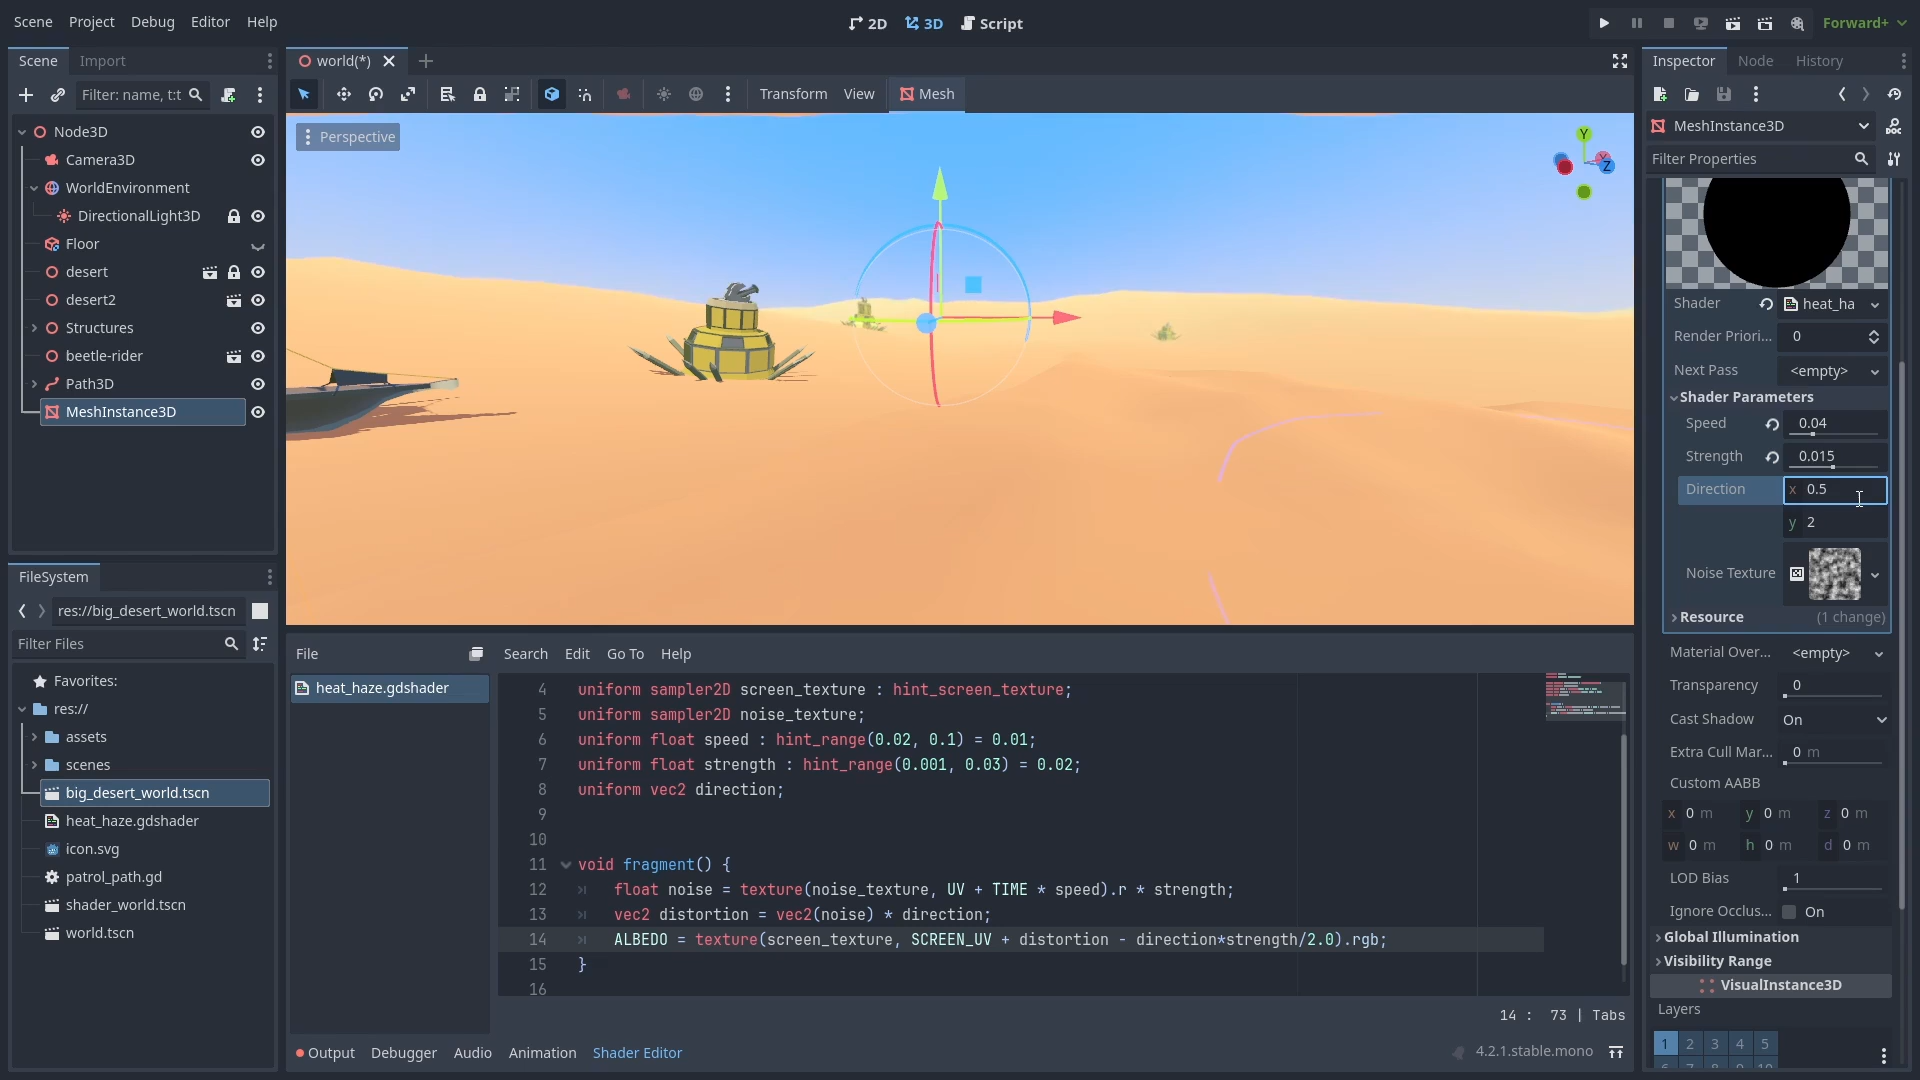 Scene Project Debug Editor Help
2D 3D Script
Forward+
Scene Import
Filter: name, t:t
Node3D
Camera3D
WorldEnvironment
DirectionalLight3D
Floor
desert
desert2
Structures
beetle-rider
Path3D
MeshInstance3D
FileSystem
res://big_desert_world.tscn
Filter Files
Favorites:
res://
assets
scenes
big_desert_world.tscn
heat_haze.gdshader
icon.svg
patrol_path.gd
shader_world.tscn
world.tscn
world(*)
Transform View Mesh
Perspective
Y
Y
Z
File Search Edit Go To Help
heat_haze.gdshader
4 uniform sampler2D screen_texture : hint_screen_texture;
5 uniform sampler2D noise_texture;
6 uniform float speed : hint_range(0.02, 0.1) = 0.01;
7 uniform float strength : hint_range(0.001, 0.03) = 0.02;
8 uniform vec2 direction;
9
10
11 void fragment() {
12 float noise = texture(noise_texture, UV + TIME * speed).r * strength;
13 vec2 distortion = vec2(noise) * direction;
14 ALBEDO = texture(screen_texture, SCREEN_UV + distortion - direction*strength/2.0).rgb;
15 }
16
14 : 73 | Tabs
Output Debugger Audio Animation Shader Editor
4.2.1.stable.mono
Inspector Node History
MeshInstance3D
Filter Properties
Shader heat_ha
Render Priori... 0
Next Pass <empty>
Shader Parameters
Speed 0.04
Strength 0.015
Direction x 0.5
y 2
Noise Texture
Resource (1 change)
Material Over... <empty>
Transparency 0
Cast Shadow On
Extra Cull Mar... 0 m
Custom AABB
x 0 m y 0 m z 0 m
w 0 m h 0 m d 0 m
LOD Bias 1
Ignore Occlus... On
Global Illumination
Visibility Range
VisualInstance3D
Layers
1 2 3 4 5